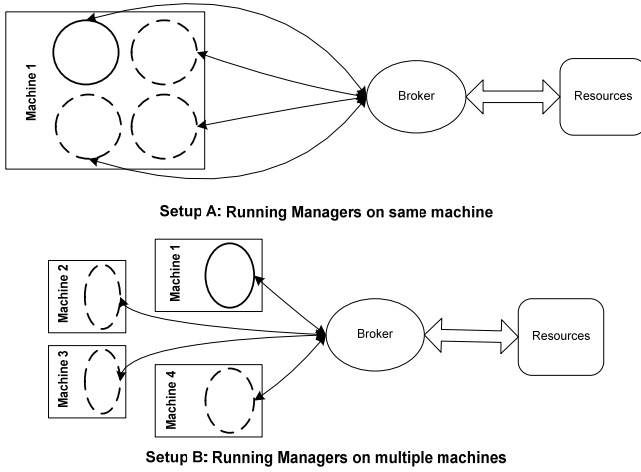 Machine 1
Broker
Resources
Setup A: Running Managers on same machine
Machine 2
Machine 1
Broker
Resources
Machine 3
Machine 4
Setup B: Running Managers on multiple machines